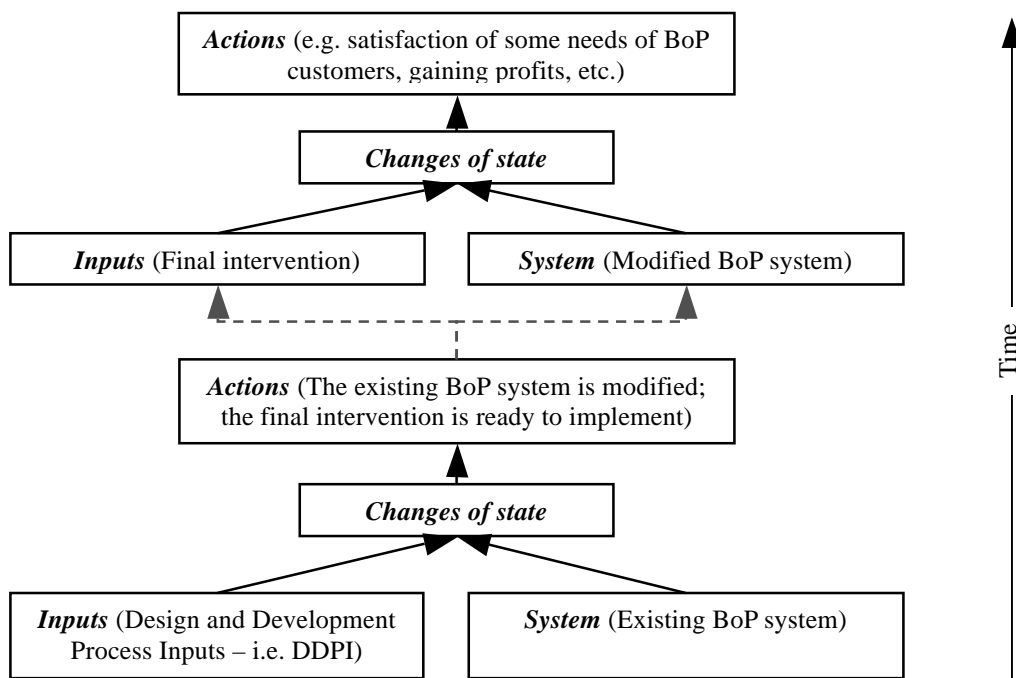 Actions (e.g. satisfaction of some needs of BoP
customers, gaining profits, etc.)
Changes of state
Inputs (Final intervention)
System (Modified BoP system)
Time
Actions (The existing BoP system is modified;
the final intervention is ready to implement)
Changes of state
Inputs (Design and Development
Process Inputs – i.e. DDPI)
System (Existing BoP system)